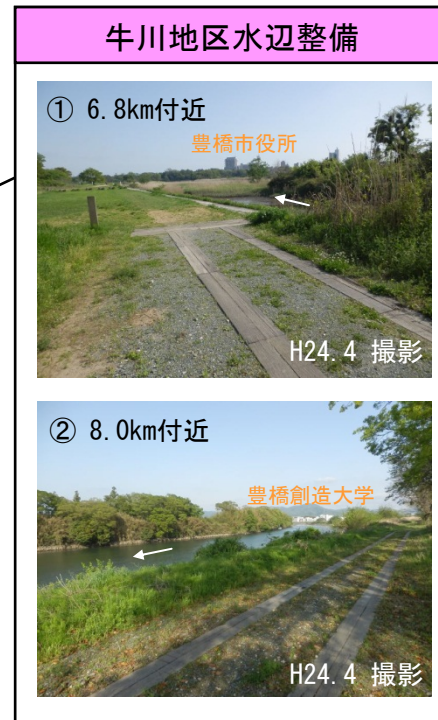 牛川地区水辺整備
① 6.8km付近
豊橋市役所
H24.4 撮影
② 8.0km付近
豊橋創造大学
H24.4 撮影